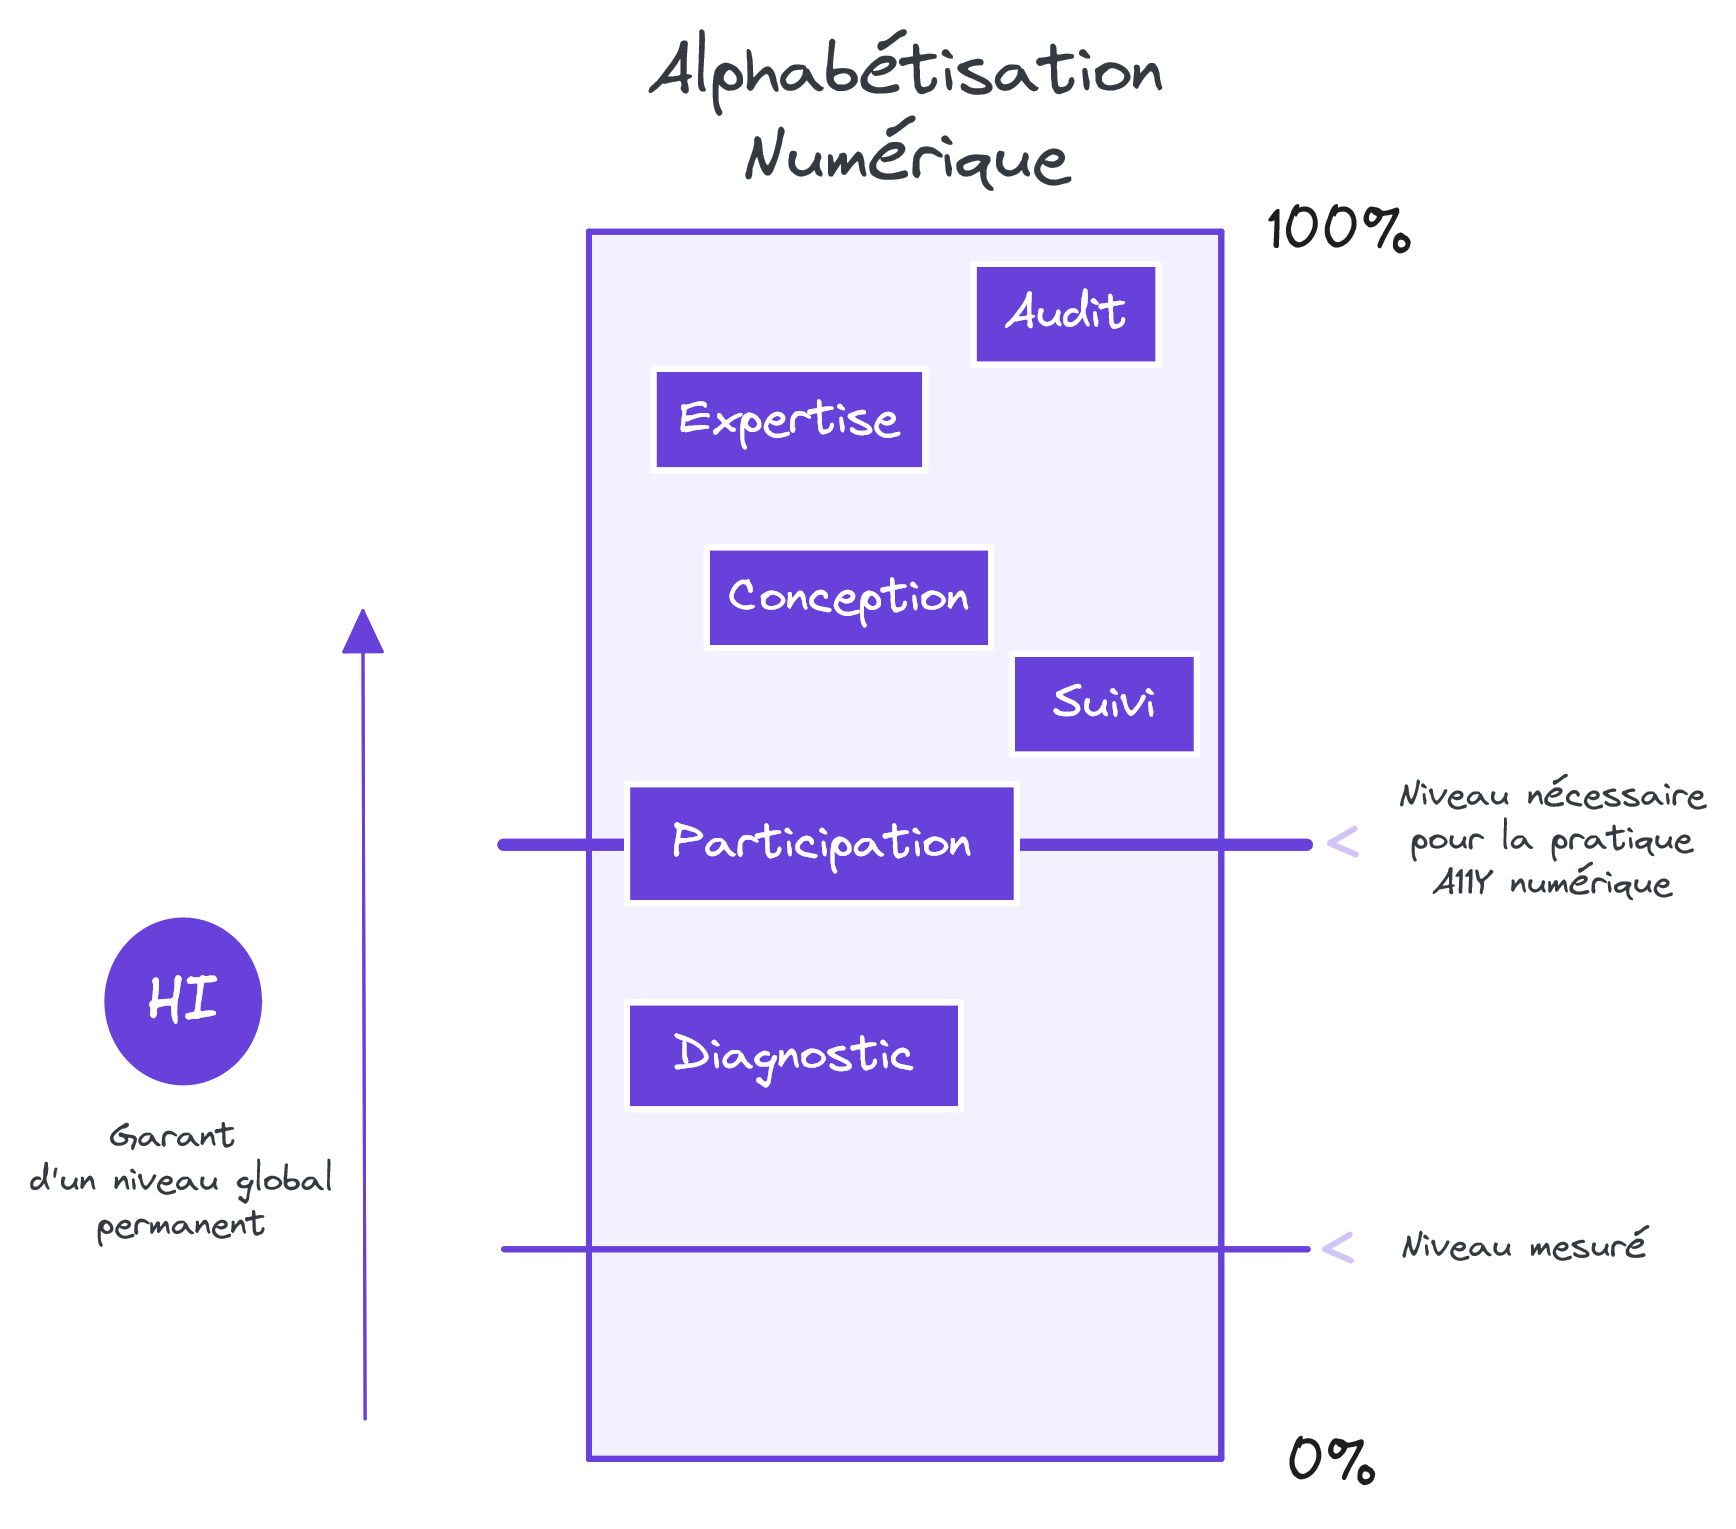 Alphabétisation
Numérique
100%
Audit
Expertise
Conception
Suivi
Niveau nécessaire
pour la pratique
A11Y numérique
Participation
HI
Garant
d'un niveau global
permanent
Diagnostic
Niveau mesuré
0%